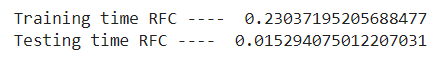 Training time RFC ----  0.23037195205688477
Testing time RFC ----  0.015294075012207031